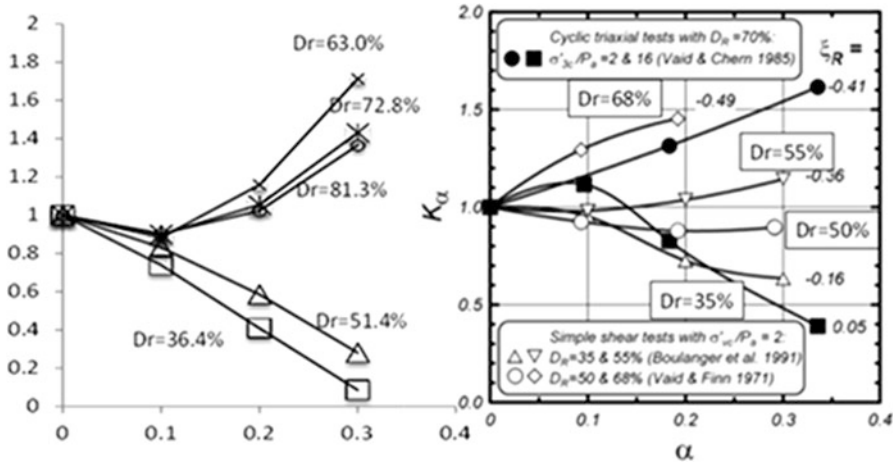 2
1.8
1.6
1.4
1.2
1
0.8
0.6
0.4
0.2
0
0
0.1
0.2
0.3
0.4
Dr=63.0%
Dr=72.8%
Dr=81.3%
Dr=51.4%
Dr=36.4%
2.0
1.5
1.0
0.5
0.0
Kα
0
0.1
0.2
0.3
0.4
α
Cyclic triaxial tests with DR =70%:
σ'3c/Pa =2 & 16 (Vaid & Chern 1985)
ξR =
Dr=68%
-0.49
-0.41
Dr=55%
-0.36
Dr=50%
-0.16
Dr=35%
0.05
Simple shear tests with σ'vc/Pa = 2:
DR=35 & 55% (Boulanger et al. 1991)
DR=50 & 68% (Vaid & Finn 1971)